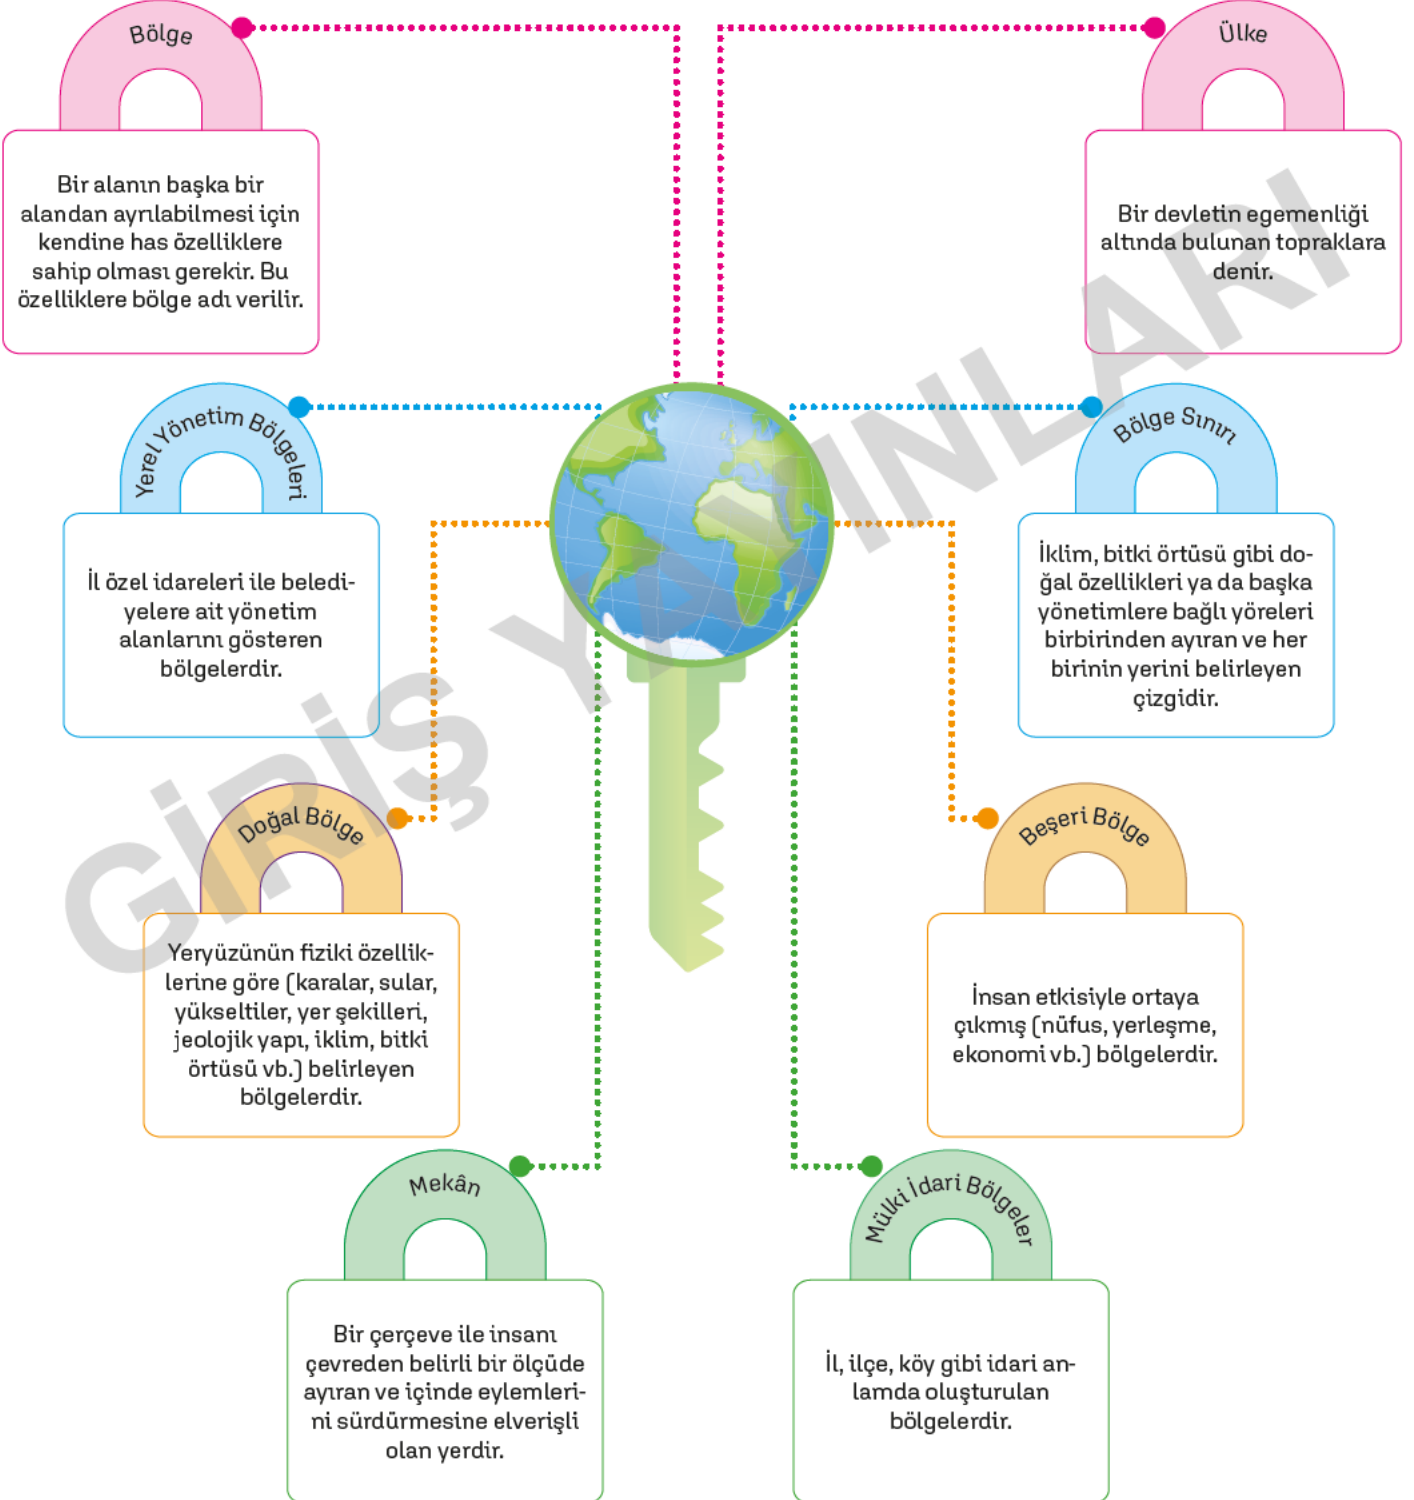 Bölge
Bir alanın başka bir
alandan ayrılabilmesi için
kendine has özelliklere
sahip olması gerekir. Bu
özelliklere bölge adı verilir.
Ülke
Bir devletin egemenliği
altında bulunan topraklara
denir.
Yerel Yönetim Bölgeleri
İl özel idareleri ile beledi-
yelere ait yönetim
alanlarını gösteren
bölgelerdir.
Bölge Sınırı
İklim, bitki örtüsü gibi do-
ğal özellikleri ya da başka
yönetimlere bağlı yöreleri
birbirinden ayıran ve her
birinin yerini belirleyen
çizgidir.
Doğal Bölge
Yeryüzünün fiziki özellik-
lerine göre (karalar, sular,
yükseltiler, yer şekilleri,
jeolojik yapı, iklim, bitki
örtüsü vb.) belirleyen
bölgelerdir.
Beşeri Bölge
İnsan etkisiyle ortaya
çıkmış (nüfus, yerleşme,
ekonomi vb.) bölgelerdir.
Mekân
Bir çerçeve ile insanı
çevreden belirli bir ölçüde
ayıran ve içinde eylemleri-
ni sürdürmesine elverişli
olan yerdir.
Mülki İdari Bölgeler
İl, ilçe, köy gibi idari an-
lamda oluşturulan
bölgelerdir.
GİRİŞ YAYINLARI